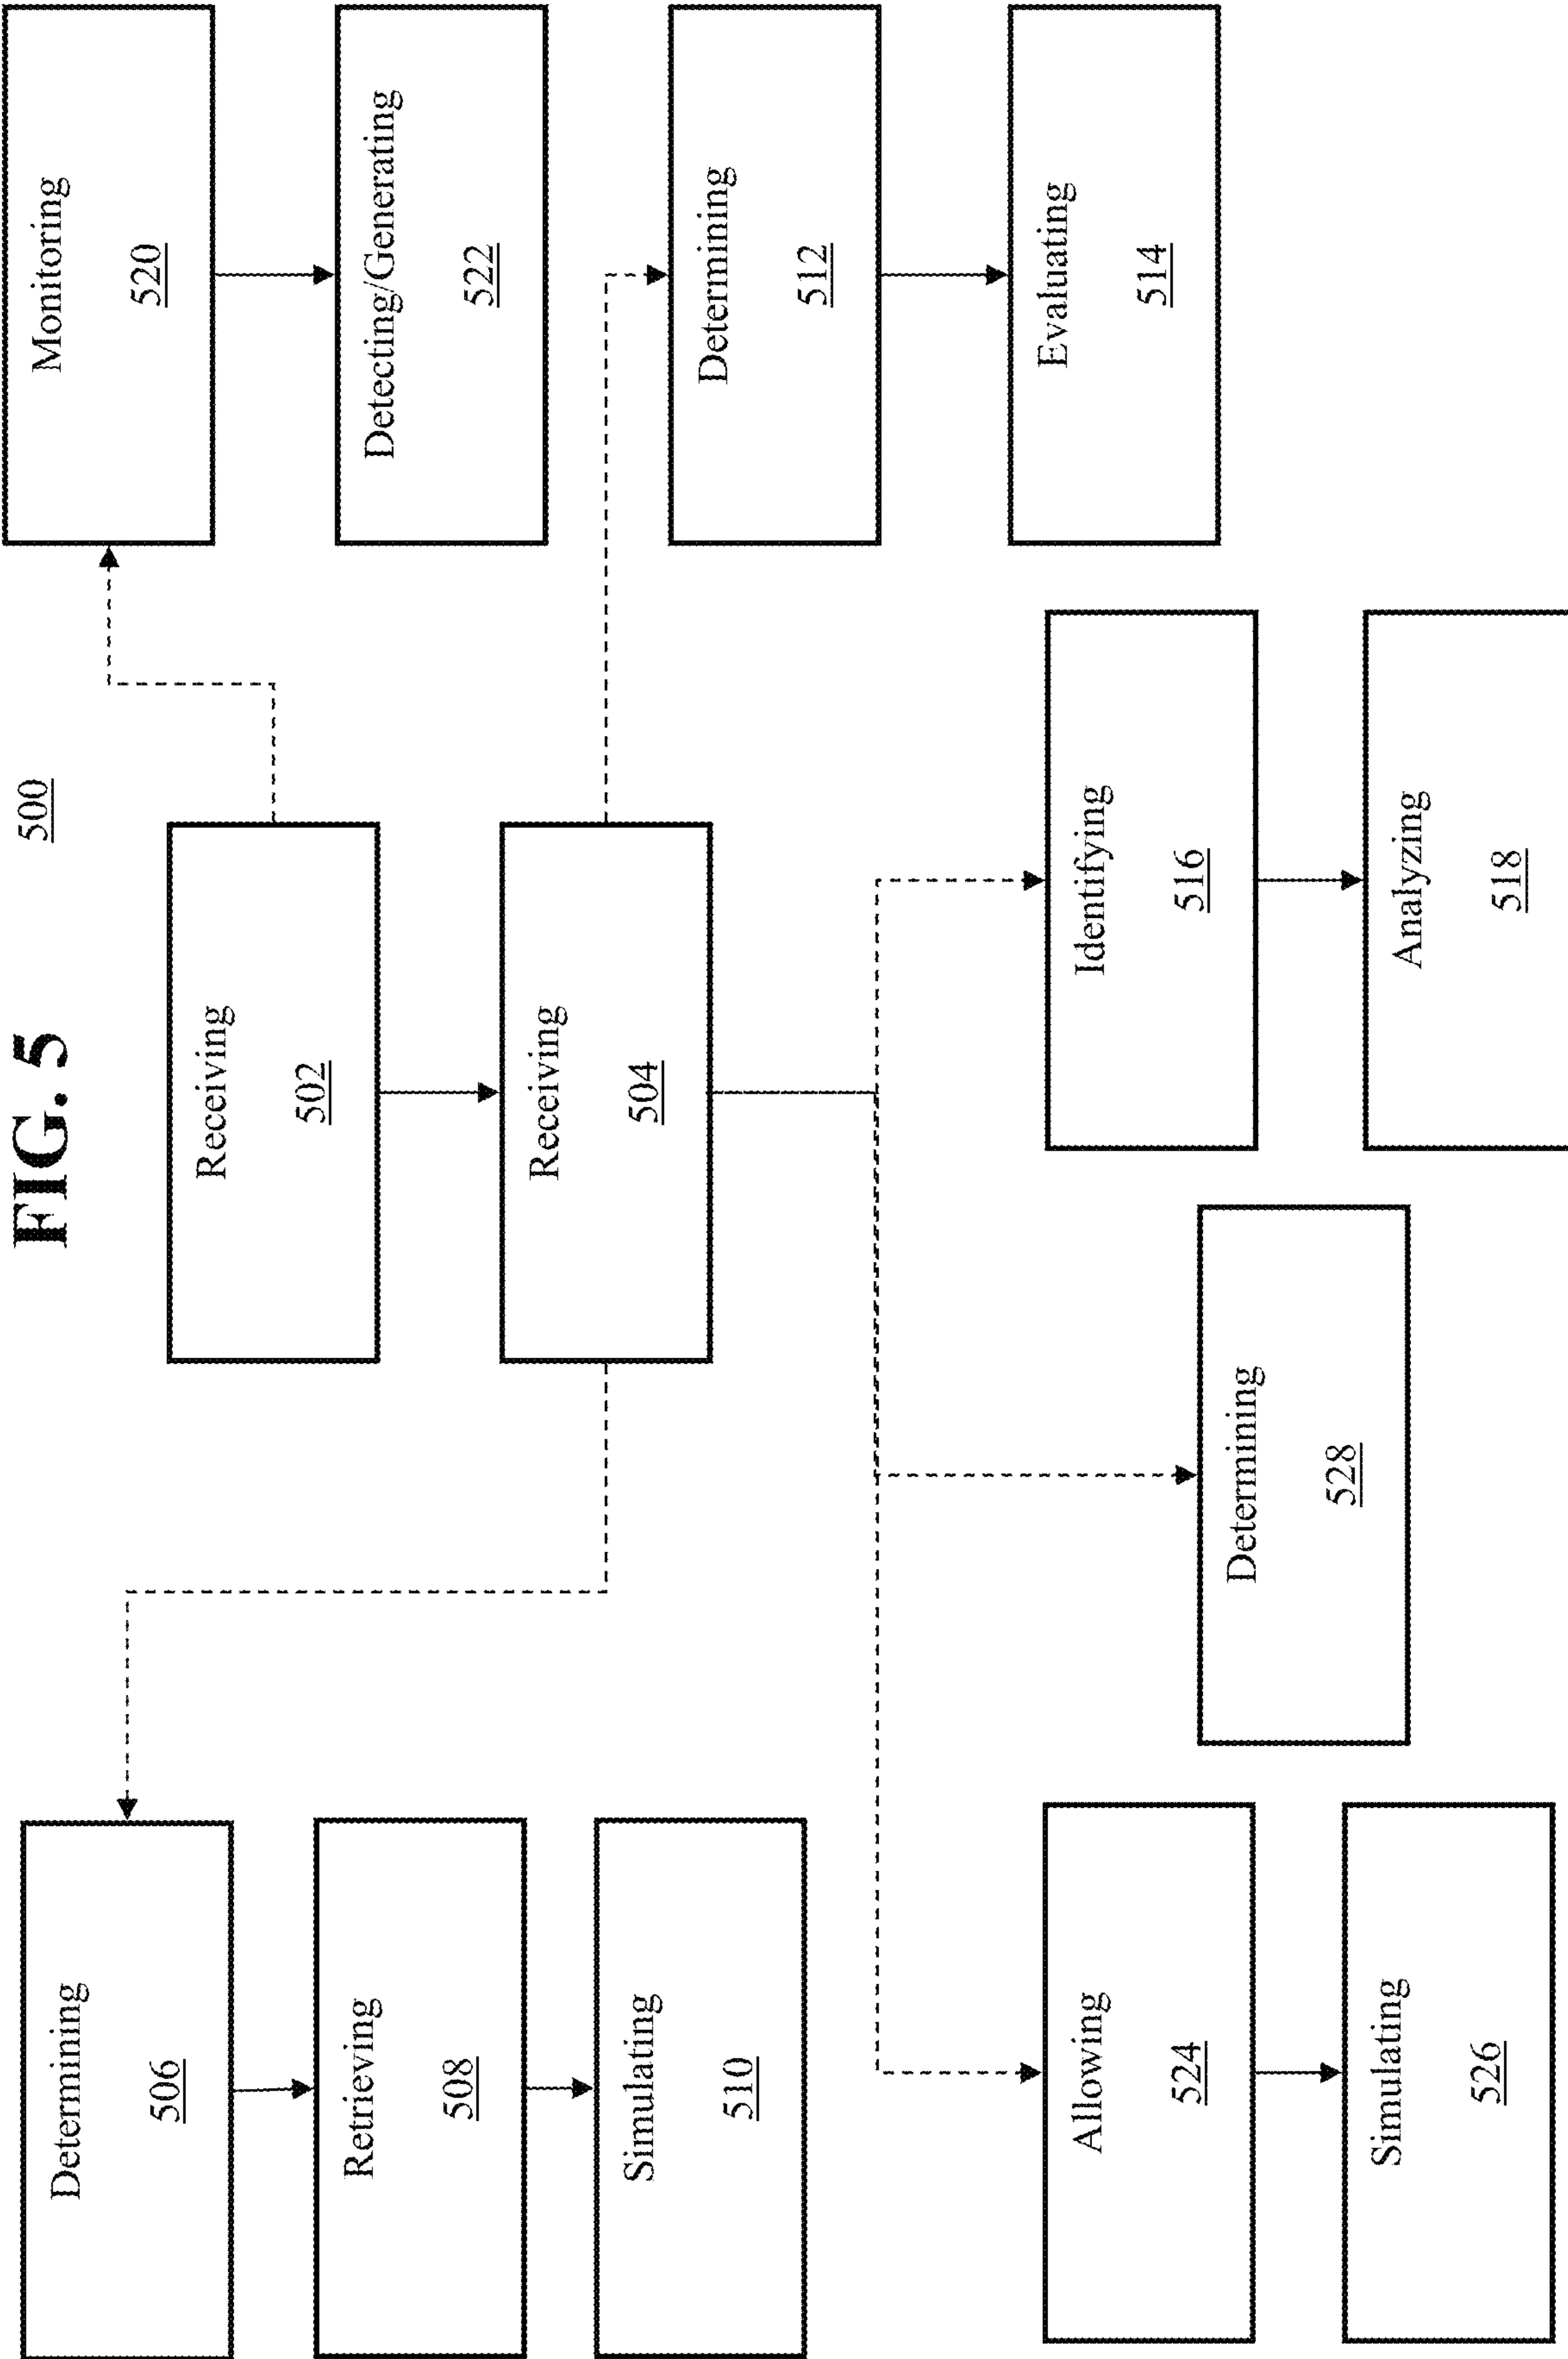 FIG. 5
500
Determining
506
Retrieving
508
Simulating
510
Receiving
502
Receiving
504
Monitoring
520
Detecting/Generating
522
Determining
512
Evaluating
514
Allowing
524
Simulating
526
Determining
528
Identifying
516
Analyzing
518